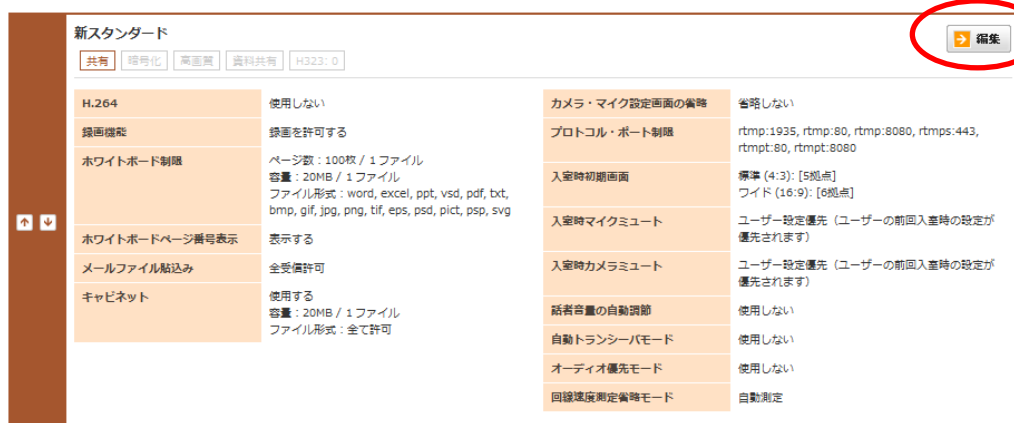 新スタンダード
編集
共有 暗号化 高画質 資料共有 H323: 0
H.264 使用しない
録画機能 録画を許可する
ホワイトボード制限 ページ数：100枚 / 1ファイル
容量：20MB / 1ファイル
ファイル形式：word, excel, ppt, vsd, pdf, txt,
bmp, gif, jpg, png, tif, eps, psd, pict, psp, svg
ホワイトボードページ番号表示 表示する
メールファイル貼込み 全受信許可
キャビネット 使用する
容量：20MB / 1ファイル
ファイル形式：全て許可
カメラ・マイク設定画面の省略 省略しない
プロトコル・ポート制限 rtmp:1935, rtmp:80, rtmp:8080, rtmps:443,
rtmpt:80, rtmpt:8080
入室時初期画面 標準 (4:3): [5拠点]
ワイド (16:9): [6拠点]
入室時マイクミュート ユーザー設定優先（ユーザーの前回入室時の設定が
優先されます）
入室時カメラミュート ユーザー設定優先（ユーザーの前回入室時の設定が
優先されます）
話者音量の自動調節 使用しない
自動トランシーバモード 使用しない
オーディオ優先モード 使用しない
回線速度測定省略モード 自動測定